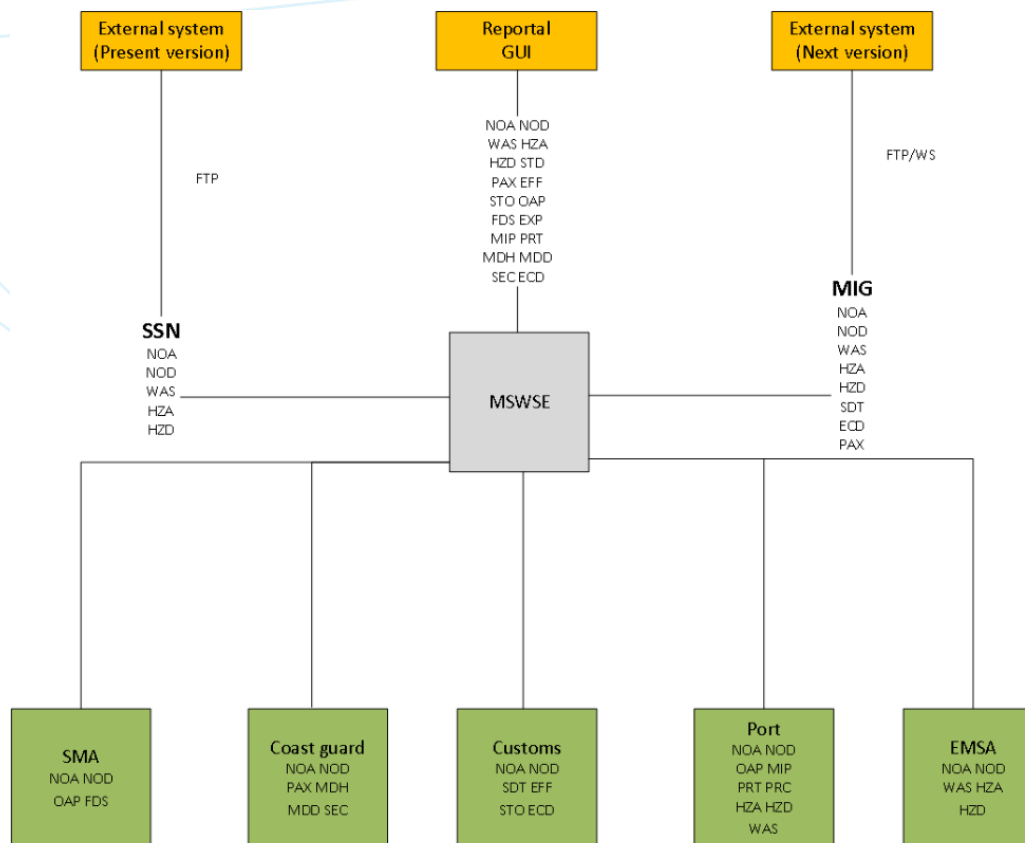 External system
(Present version)
Reportal
GUI
External system
(Next version)
FTP
NOA NOD
WAS HZA
HZD STD
PAX EFF
STO OAP
FDS EXP
MIP PRT
MDH MDD
SEC ECD
FTP/WS
SSN
NOA
NOD
WAS
HZA
HZD
MSWSE
MIG
NOA
NOD
WAS
HZA
HZD
SDT
ECD
PAX
SMA
NOA NOD
OAP FDS
Coast guard
NOA NOD
PAX MDH
MDD SEC
Customs
NOA NOD
SDT EFF
STO ECD
Port
NOA NOD
OAP MIP
PRT PRC
HZA HZD
WAS
EMSA
NOA NOD
WAS HZA
HZD